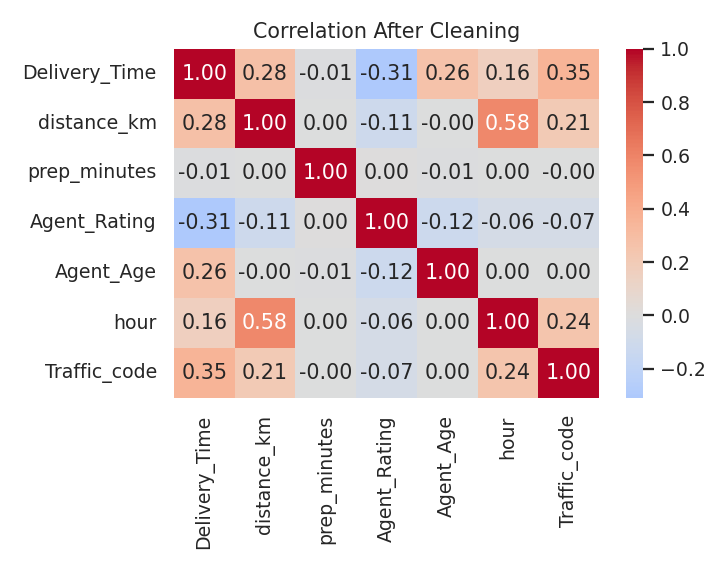 Correlation After Cleaning
Delivery_Time 1.00 0.28 -0.01 -0.31 0.26 0.16 0.35
distance_km 0.28 1.00 0.00 -0.11 -0.00 0.58 0.21
prep_minutes -0.01 0.00 1.00 0.00 -0.01 0.00 -0.00
Agent_Rating -0.31 -0.11 0.00 1.00 -0.12 -0.06 -0.07
Agent_Age 0.26 -0.00 -0.01 -0.12 1.00 0.00 0.00
hour 0.16 0.58 0.00 -0.06 0.00 1.00 0.24
Traffic_code 0.35 0.21 -0.00 -0.07 0.00 0.24 1.00
Delivery_Time
distance_km
prep_minutes
Agent_Rating
Agent_Age
hour
Traffic_code
1.0
0.8
0.6
0.4
0.2
0.0
−0.2